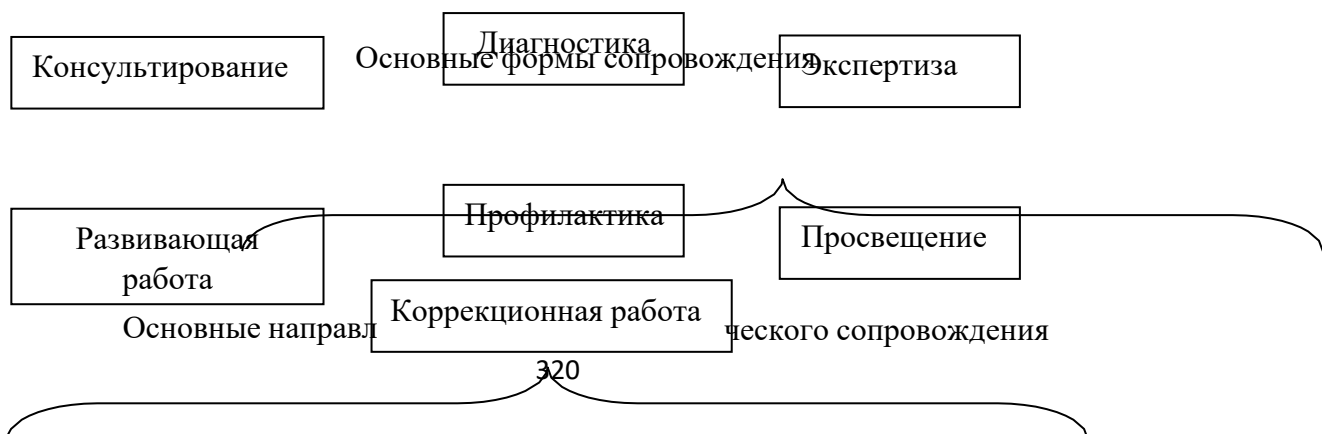 Диагностика
Консультирование
Основные формы сопровождения
Экспертиза
Профилактика
Развивающая
работа
Просвещение
Коррекционная работа
Основные направл
ческого сопровождения
320